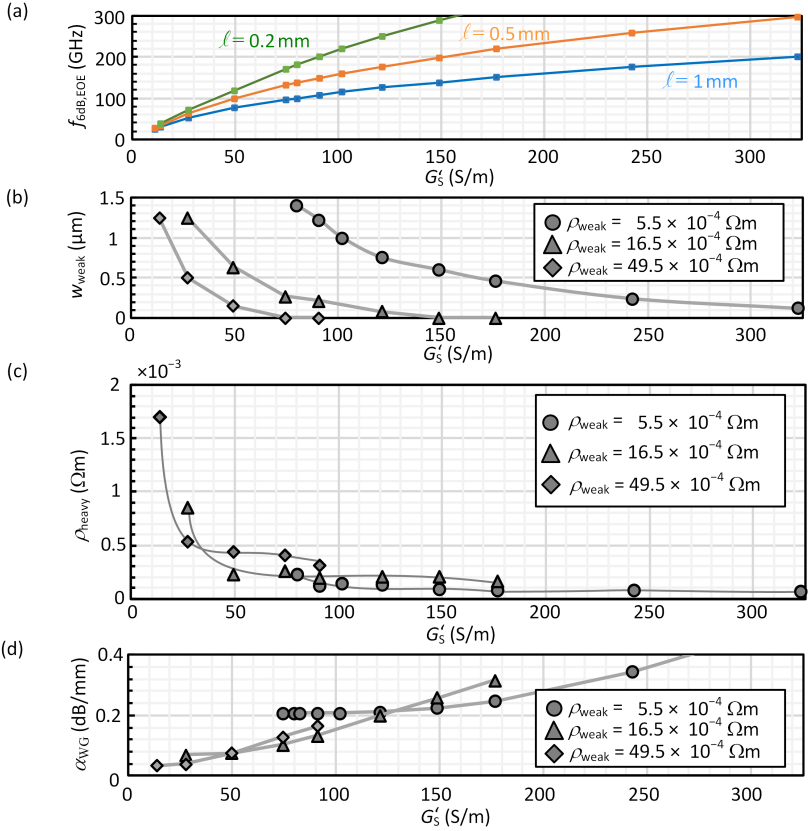 (a)
300
200
100
0
f6dB,EOE (GHz)
ℓ = 0.2 mm
ℓ = 0.5 mm
ℓ = 1 mm
0 50 100 150 200 250 300
G′S (S/m)
(b)
1.5
1
0.5
0
wweak (µm)
ρweak = 5.5 × 10−4 Ωm
ρweak = 16.5 × 10−4 Ωm
ρweak = 49.5 × 10−4 Ωm
0 50 100 150 200 250 300
G′S (S/m)
(c)
×10−3
2
1.5
1
0.5
0
ρheavy (Ωm)
ρweak = 5.5 × 10−4 Ωm
ρweak = 16.5 × 10−4 Ωm
ρweak = 49.5 × 10−4 Ωm
0 50 100 150 200 250 300
G′S (S/m)
(d)
0.4
0.2
0
αWG (dB/mm)
ρweak = 5.5 × 10−4 Ωm
ρweak = 16.5 × 10−4 Ωm
ρweak = 49.5 × 10−4 Ωm
0 50 100 150 200 250 300
G′S (S/m)